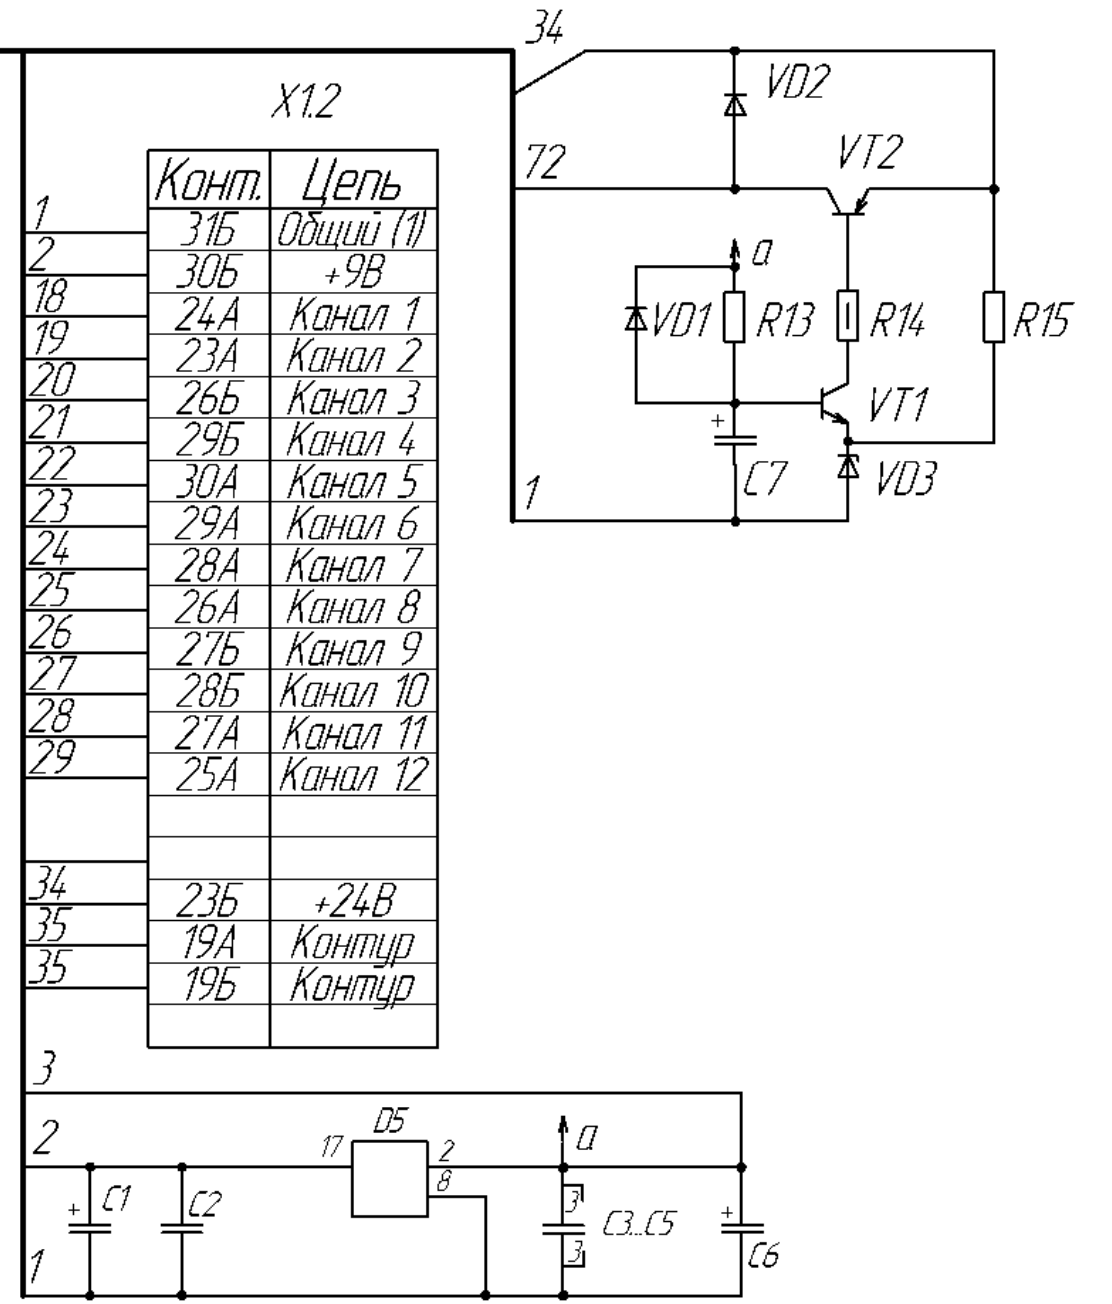 34
X1.2
VD2
72
VT2
Конт. Цепь
1 31Б Общий (1)
2 30Б +9В
18 24А Канал 1
19 23А Канал 2
20 26Б Канал 3
21 29Б Канал 4
22 30А Канал 5
23 29А Канал 6
24 28А Канал 7
25 26А Канал 8
26 27Б Канал 9
27 28Б Канал 10
28 27А Канал 11
29 25А Канал 12
34 23Б +24В
35 19А Контур
35 19Б Контур
а
VD1 R13 R14 R15
VT1
+
C7 VD3
1
3
2 17 D5 2 а
8
+ C1 C2 3 C3...C5 +
3 C6
1